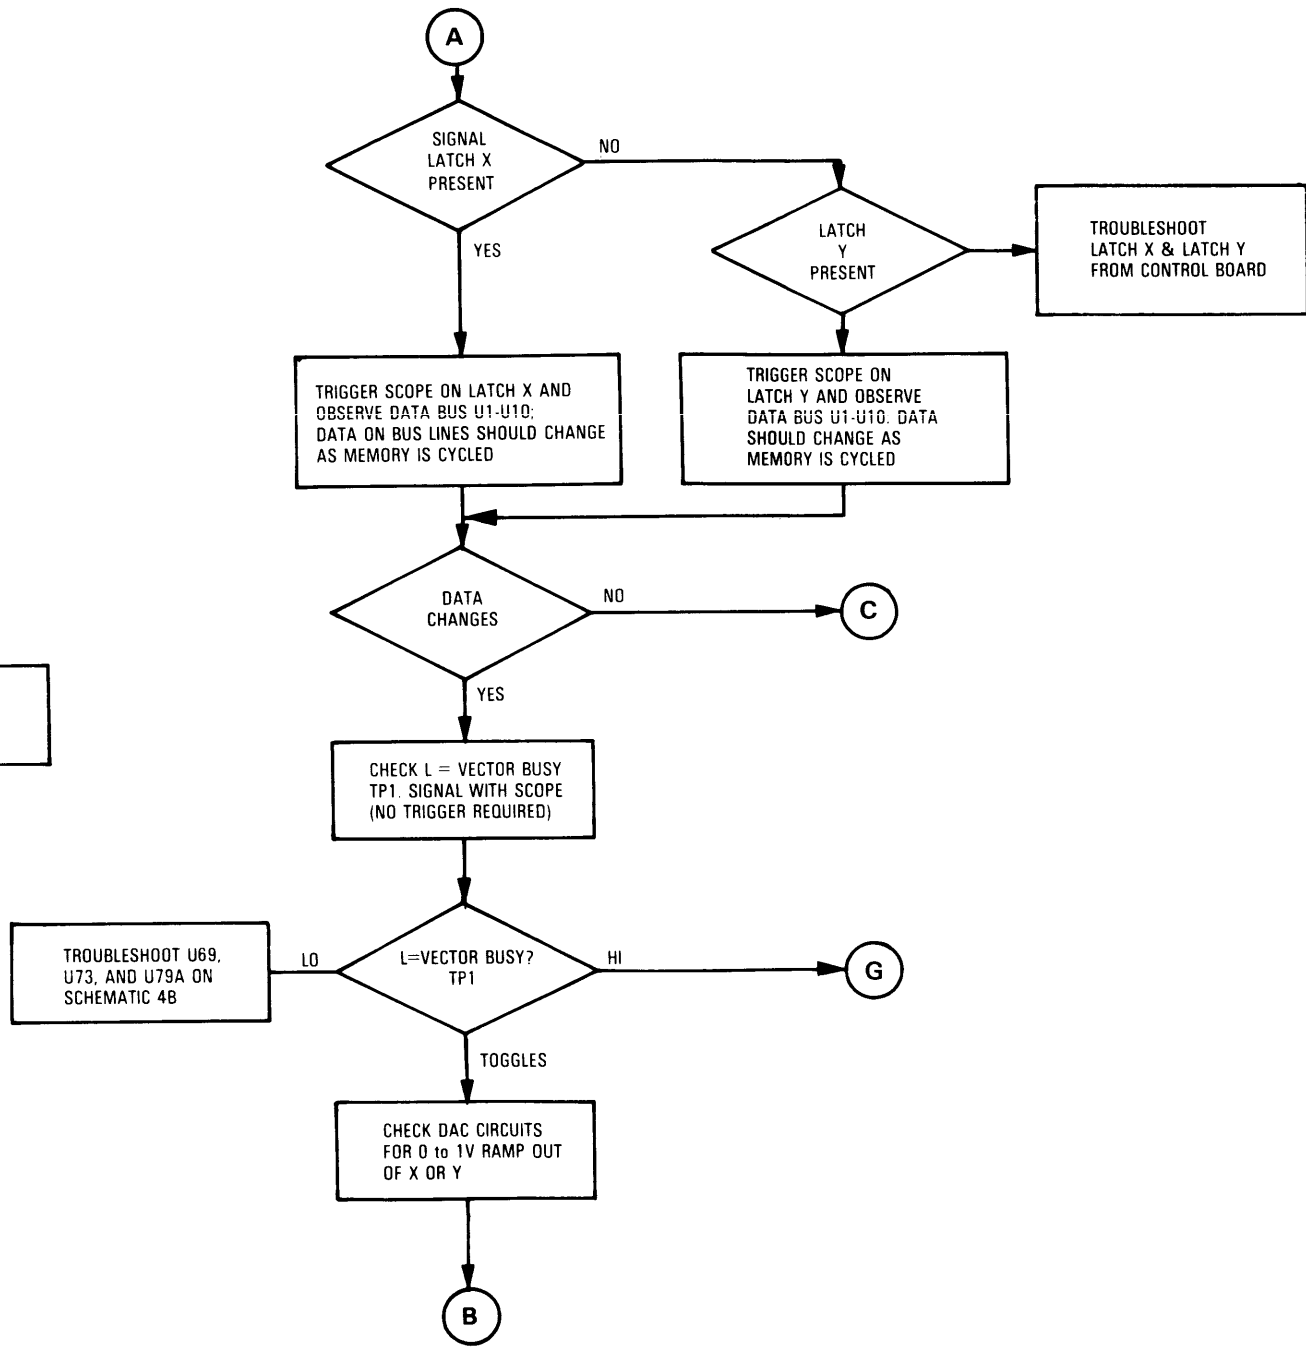 A
SIGNAL
LATCH X
PRESENT
NO
YES
LATCH
Y
PRESENT
TROUBLESHOOT
LATCH X & LATCH Y
FROM CONTROL BOARD
TRIGGER SCOPE ON LATCH X AND
OBSERVE DATA BUS U1-U10;
DATA ON BUS LINES SHOULD CHANGE
AS MEMORY IS CYCLED
TRIGGER SCOPE ON
LATCH Y AND OBSERVE
DATA BUS U1-U10. DATA
SHOULD CHANGE AS
MEMORY IS CYCLED
DATA
CHANGES
NO
C
YES
CHECK L = VECTOR BUSY
TP1. SIGNAL WITH SCOPE
(NO TRIGGER REQUIRED)
TROUBLESHOOT U69,
U73, AND U79A ON
SCHEMATIC 4B
LO
L=VECTOR BUSY?
TP1
HI
G
TOGGLES
CHECK DAC CIRCUITS
FOR 0 to 1V RAMP OUT
OF X OR Y
B